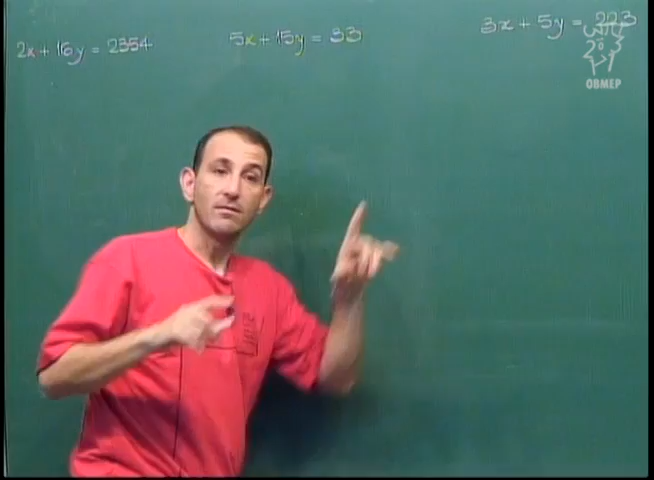 2x + 16y = 2354
5x + 15y = 33
3x + 5y = 223
OBMEP